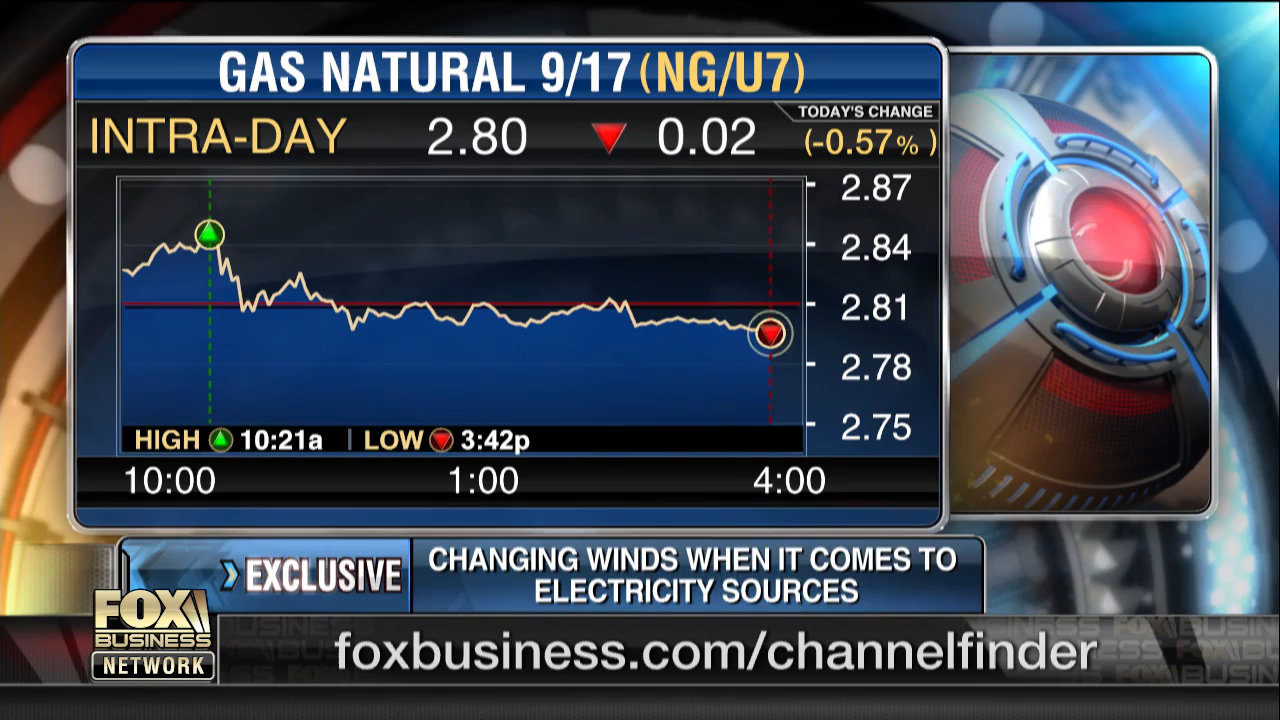 GAS NATURAL 9/17 (NG/U7)
TODAY'S CHANGE
INTRA-DAY 2.80 ▼ 0.02 (-0.57%)
2.87
2.84
2.81
2.78
2.75
HIGH ▲ 10:21a | LOW ▼ 3:42p
10:00 1:00 4:00
EXCLUSIVE
CHANGING WINDS WHEN IT COMES TO
ELECTRICITY SOURCES
FOX
BUSINESS
NETWORK
foxbusiness.com/channelfinder